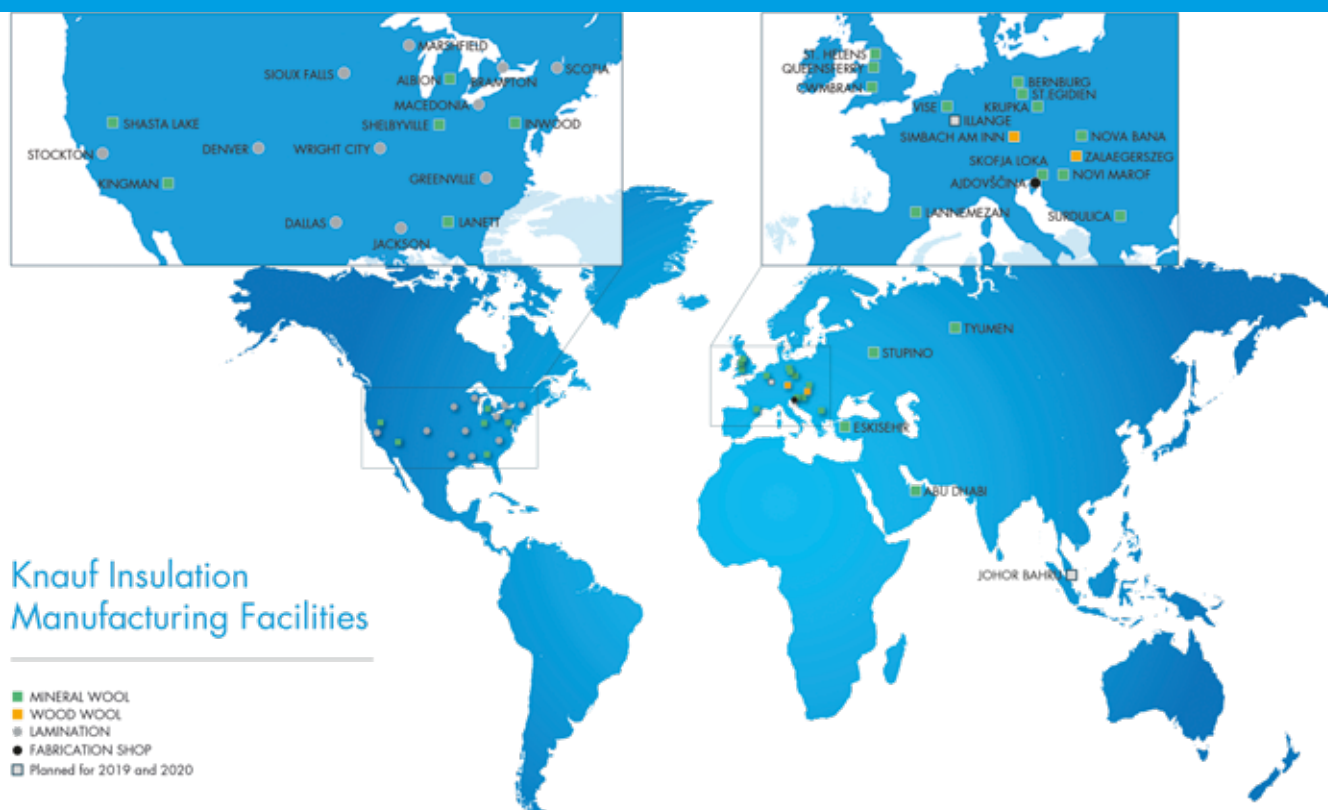 MARSHFIELD
SIOUX FALLS
ALBION
BRAMPTON
SCOTIA
MACEDONIA
SHASTA LAKE
SHELBYVILLE
INWOOD
STOCKTON
DENVER
WRIGHT CITY
KINGMAN
GREENVILLE
DALLAS
LANETT
JACKSON
ST. HELENS
QUEENSFERRY
CWMBRAN
BERNBURG
ST.EGIDIEN
VISE
KRUPKA
ILLANGE
SIMBACH AM INN
NOVA BANA
ZALAEGERSZEG
SKOFJA LOKA
NOVI MAROF
AJDOVŠČINA
LANNEMEZAN
SURDULICA
TYUMEN
STUPINO
ESKISEHIR
ABU DHABI
JOHOR BAHRU
Knauf Insulation
Manufacturing Facilities
MINERAL WOOL
WOOD WOOL
LAMINATION
FABRICATION SHOP
Planned for 2019 and 2020